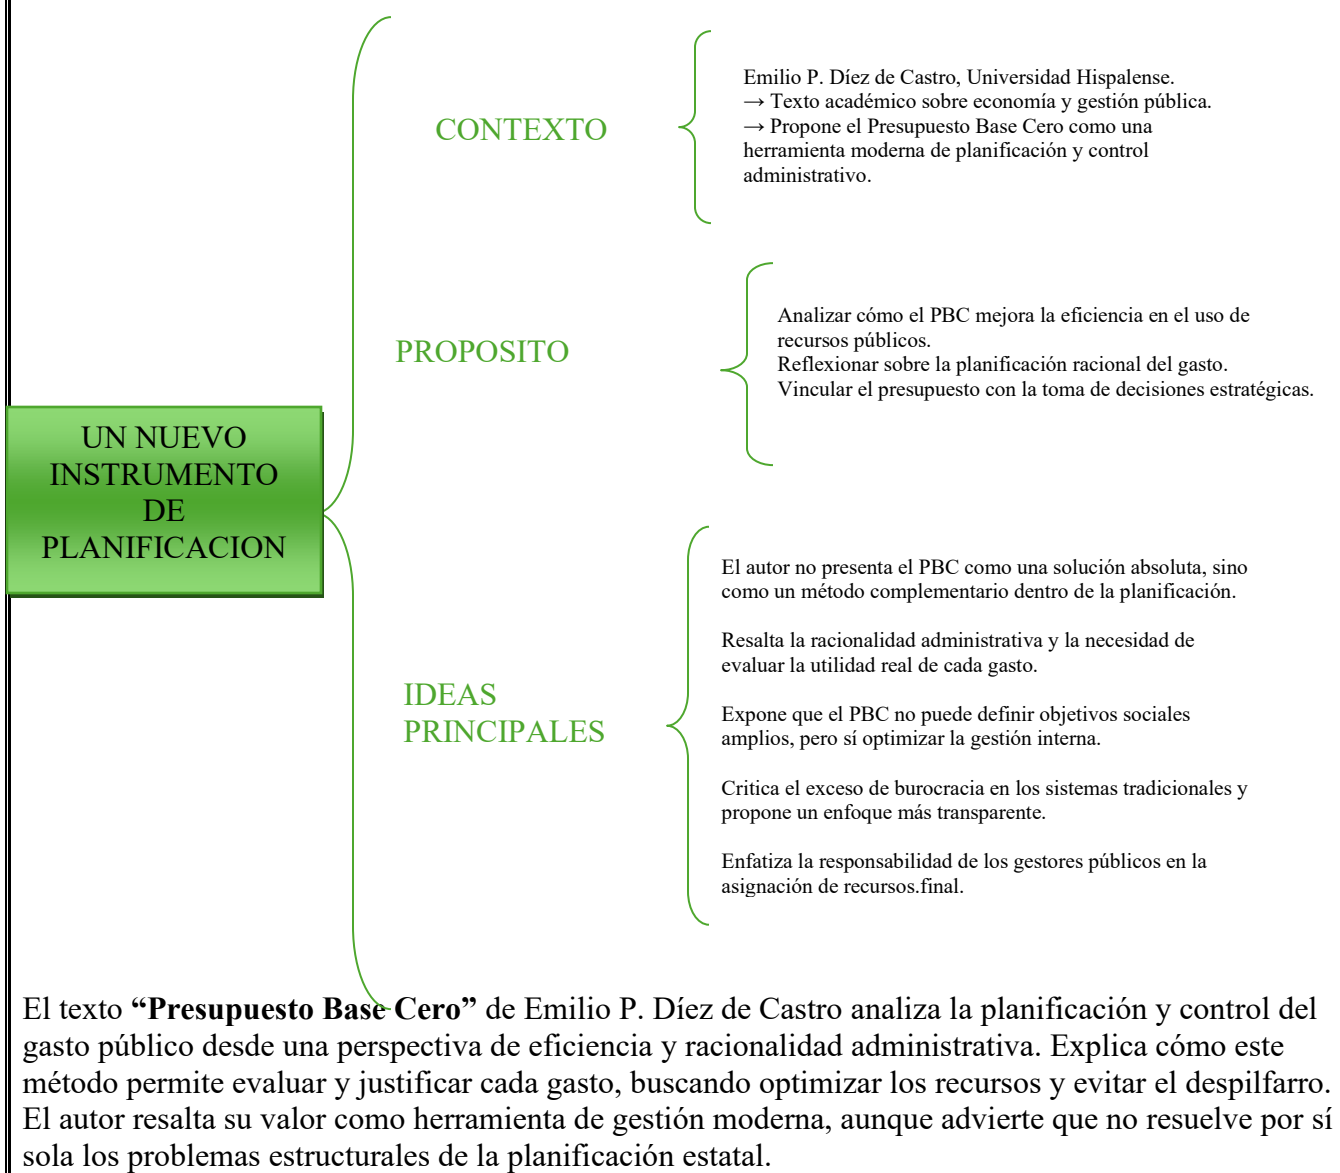 UN NUEVO
INSTRUMENTO
DE
PLANIFICACION
CONTEXTO
Emilio P. Díez de Castro, Universidad Hispalense.
→ Texto académico sobre economía y gestión pública.
→ Propone el Presupuesto Base Cero como una
herramienta moderna de planificación y control
administrativo.
PROPOSITO
Analizar cómo el PBC mejora la eficiencia en el uso de
recursos públicos.
Reflexionar sobre la planificación racional del gasto.
Vincular el presupuesto con la toma de decisiones estratégicas.
IDEAS
PRINCIPALES
El autor no presenta el PBC como una solución absoluta, sino
como un método complementario dentro de la planificación.
Resalta la racionalidad administrativa y la necesidad de
evaluar la utilidad real de cada gasto.
Expone que el PBC no puede definir objetivos sociales
amplios, pero sí optimizar la gestión interna.
Critica el exceso de burocracia en los sistemas tradicionales y
propone un enfoque más transparente.
Enfatiza la responsabilidad de los gestores públicos en la
asignación de recursos.final.
El texto “Presupuesto Base Cero” de Emilio P. Díez de Castro analiza la planificación y control del
gasto público desde una perspectiva de eficiencia y racionalidad administrativa. Explica cómo este
método permite evaluar y justificar cada gasto, buscando optimizar los recursos y evitar el despilfarro.
El autor resalta su valor como herramienta de gestión moderna, aunque advierte que no resuelve por sí
sola los problemas estructurales de la planificación estatal.